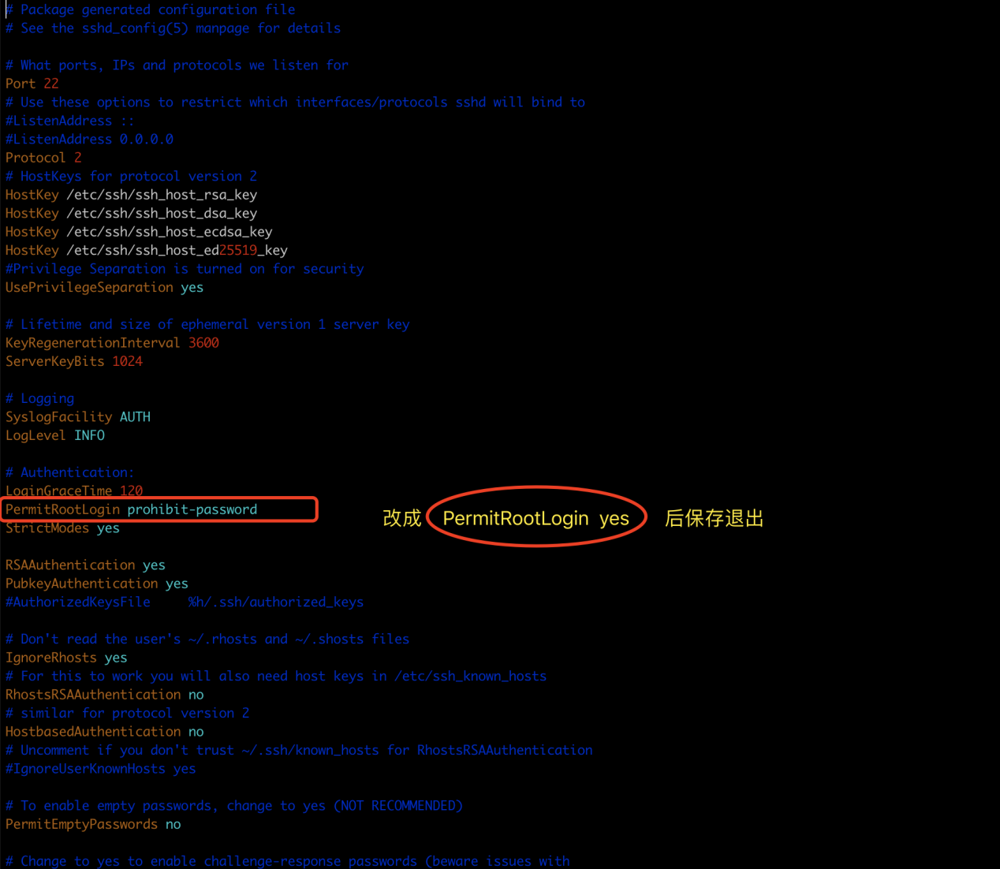 # Package generated configuration file
# See the sshd_config(5) manpage for details
# What ports, IPs and protocols we listen for
Port 22
# Use these options to restrict which interfaces/protocols sshd will bind to
#ListenAddress ::
#ListenAddress 0.0.0.0
Protocol 2
# HostKeys for protocol version 2
HostKey /etc/ssh/ssh_host_rsa_key
HostKey /etc/ssh/ssh_host_dsa_key
HostKey /etc/ssh/ssh_host_ecdsa_key
HostKey /etc/ssh/ssh_host_ed25519_key
#Privilege Separation is turned on for security
UsePrivilegeSeparation yes
# Lifetime and size of ephemeral version 1 server key
KeyRegenerationInterval 3600
ServerKeyBits 1024
# Logging
SyslogFacility AUTH
LogLevel INFO
# Authentication:
LoginGraceTime 120
PermitRootLogin prohibit-password
改成 PermitRootLogin yes 后保存退出
StrictModes yes
RSAAuthentication yes
PubkeyAuthentication yes
#AuthorizedKeysFile     %h/.ssh/authorized_keys
# Don't read the user's ~/.rhosts and ~/.shosts files
IgnoreRhosts yes
# For this to work you will also need host keys in /etc/ssh_known_hosts
RhostsRSAAuthentication no
# similar for protocol version 2
HostbasedAuthentication no
# Uncomment if you don't trust ~/.ssh/known_hosts for RhostsRSAAuthentication
#IgnoreUserKnownHosts yes
# To enable empty passwords, change to yes (NOT RECOMMENDED)
PermitEmptyPasswords no
# Change to yes to enable challenge-response passwords (beware issues with